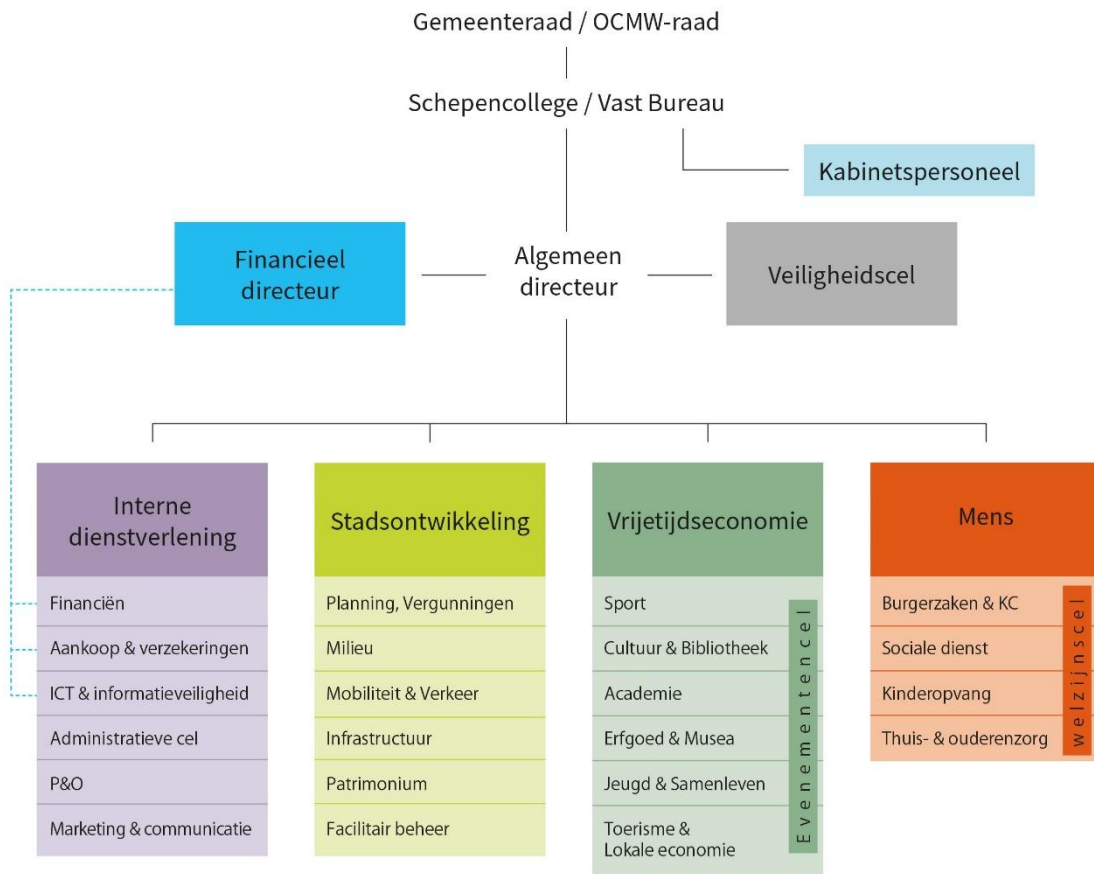 Gemeenteraad / OCMW-raad
Schepencollege / Vast Bureau
Kabinetspersoneel
Financieel
directeur
Algemeen
directeur
Veiligheidscel
Interne
dienstverlening
Financiën
Aankoop & verzekeringen
ICT & informatieveiligheid
Administratieve cel
P&O
Marketing & communicatie
Stadsontwikkeling
Planning, Vergunningen
Milieu
Mobiliteit & Verkeer
Infrastructuur
Patrimonium
Facilitair beheer
Vrijetijdseconomie
Sport
Cultuur & Bibliotheek
Academie
Erfgoed & Musea
Jeugd & Samenleven
Toerisme &
Lokale economie
Evenementencel
Mens
Burgerzaken & KC
Sociale dienst
Kinderopvang
Thuis- & ouderenzorg
welzijnscel